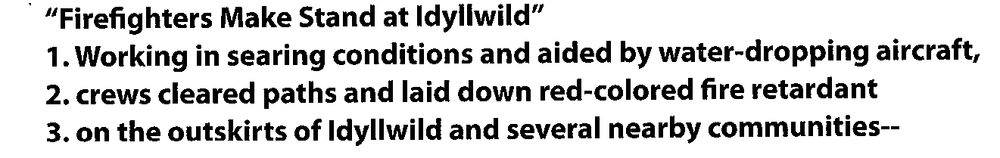 "Firefighters Make Stand at Idyllwild"
1. Working in searing conditions and aided by water-dropping aircraft,
2. crews cleared paths and laid down red-colored fire retardant
3. on the outskirts of Idyllwild and several nearby communities--